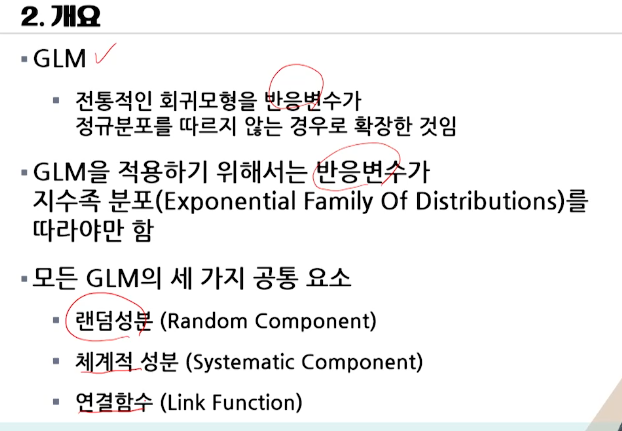 2. 개요
GLM
전통적인 회귀모형을 반응변수가
정규분포를 따르지 않는 경우로 확장한 것임
GLM을 적용하기 위해서는 반응변수가
지수족 분포(Exponential Family Of Distributions)를
따라야만 함
모든 GLM의 세 가지 공통 요소
랜덤성분 (Random Component)
체계적 성분 (Systematic Component)
연결함수 (Link Function)